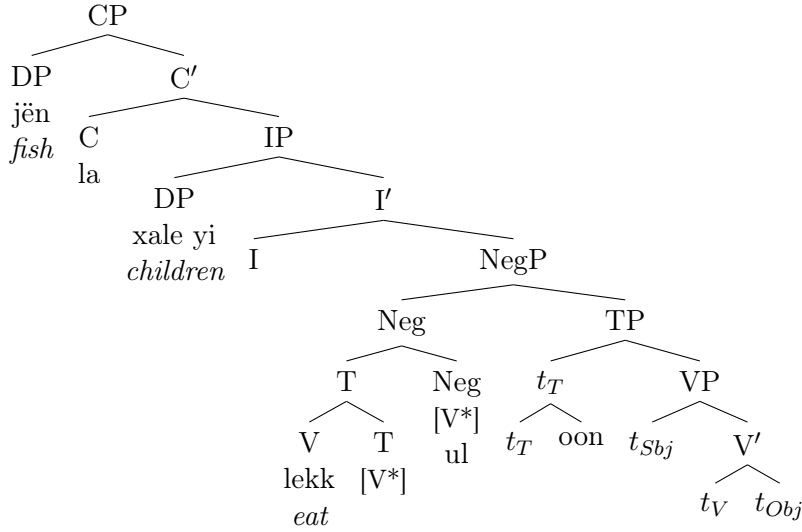 CP
DP C′
jën
fish
C IP
la
DP I′
xale yi
children
I NegP
Neg TP
T Neg t_T VP
[V*]
ul
V T t_T oon t_Sbj V′
lekk [V*]
eat
t_V t_Obj